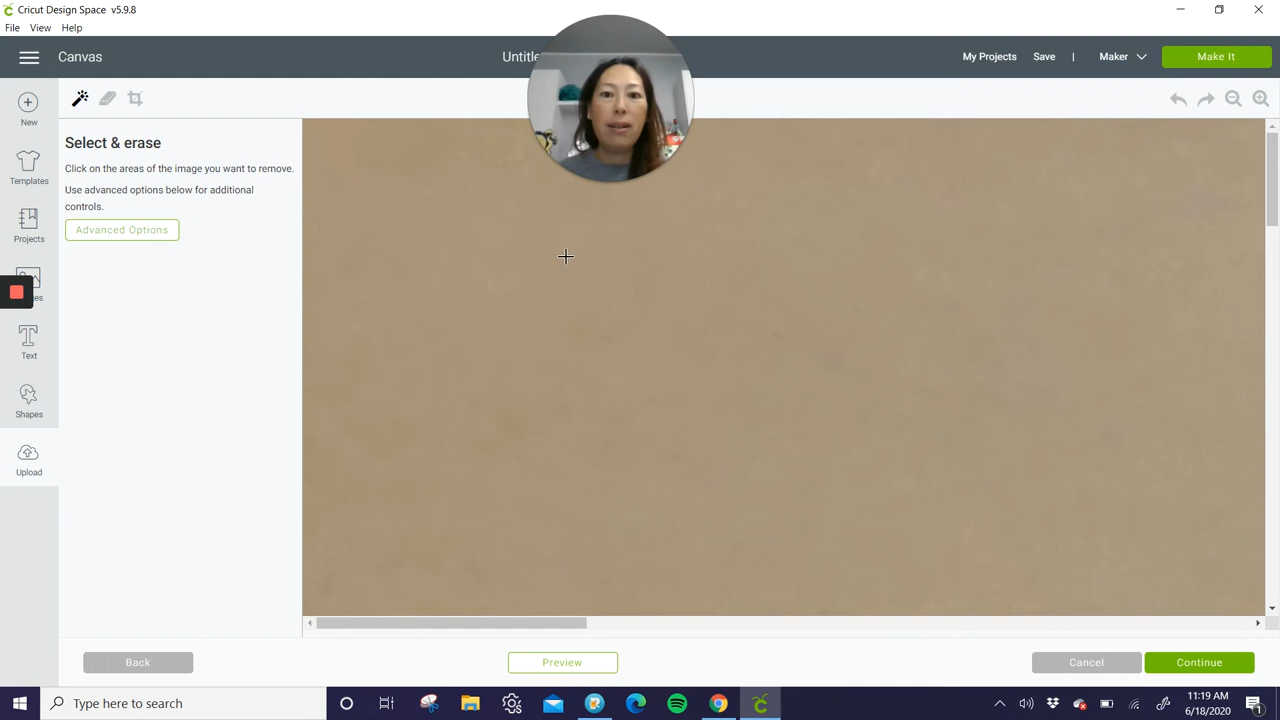 Cricut Design Space v5.9.8
File View Help
Canvas
Untitle
My Projects Save | Maker Make It
New
Templates
Projects
Text
Shapes
Upload
Select & erase
Click on the areas of the image you want to remove.
Use advanced options below for additional
controls.
Advanced Options
Back
Preview
Cancel
Continue
Type here to search
11:19 AM
6/18/2020
1